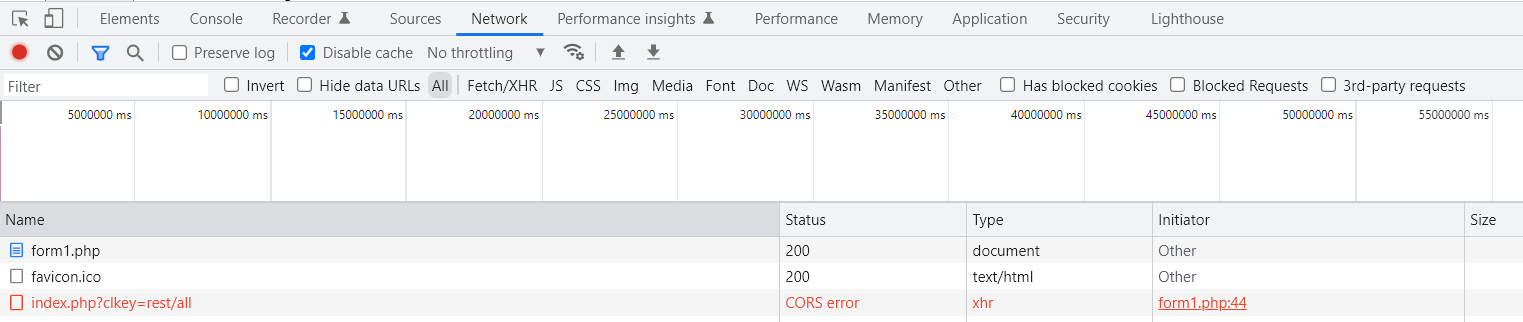 Elements Console Recorder Sources Network Performance insights Performance Memory Application Security Lighthouse
Preserve log Disable cache No throttling
Filter Invert Hide data URLs All Fetch/XHR JS CSS Img Media Font Doc WS Wasm Manifest Other Has blocked cookies Blocked Requests 3rd-party requests
5000000 ms 10000000 ms 15000000 ms 20000000 ms 25000000 ms 30000000 ms 35000000 ms 40000000 ms 45000000 ms 50000000 ms 55000000 ms
Name Status Type Initiator Size
form1.php 200 document Other
favicon.ico 200 text/html Other
index.php?clkey=rest/all CORS error xhr form1.php:44